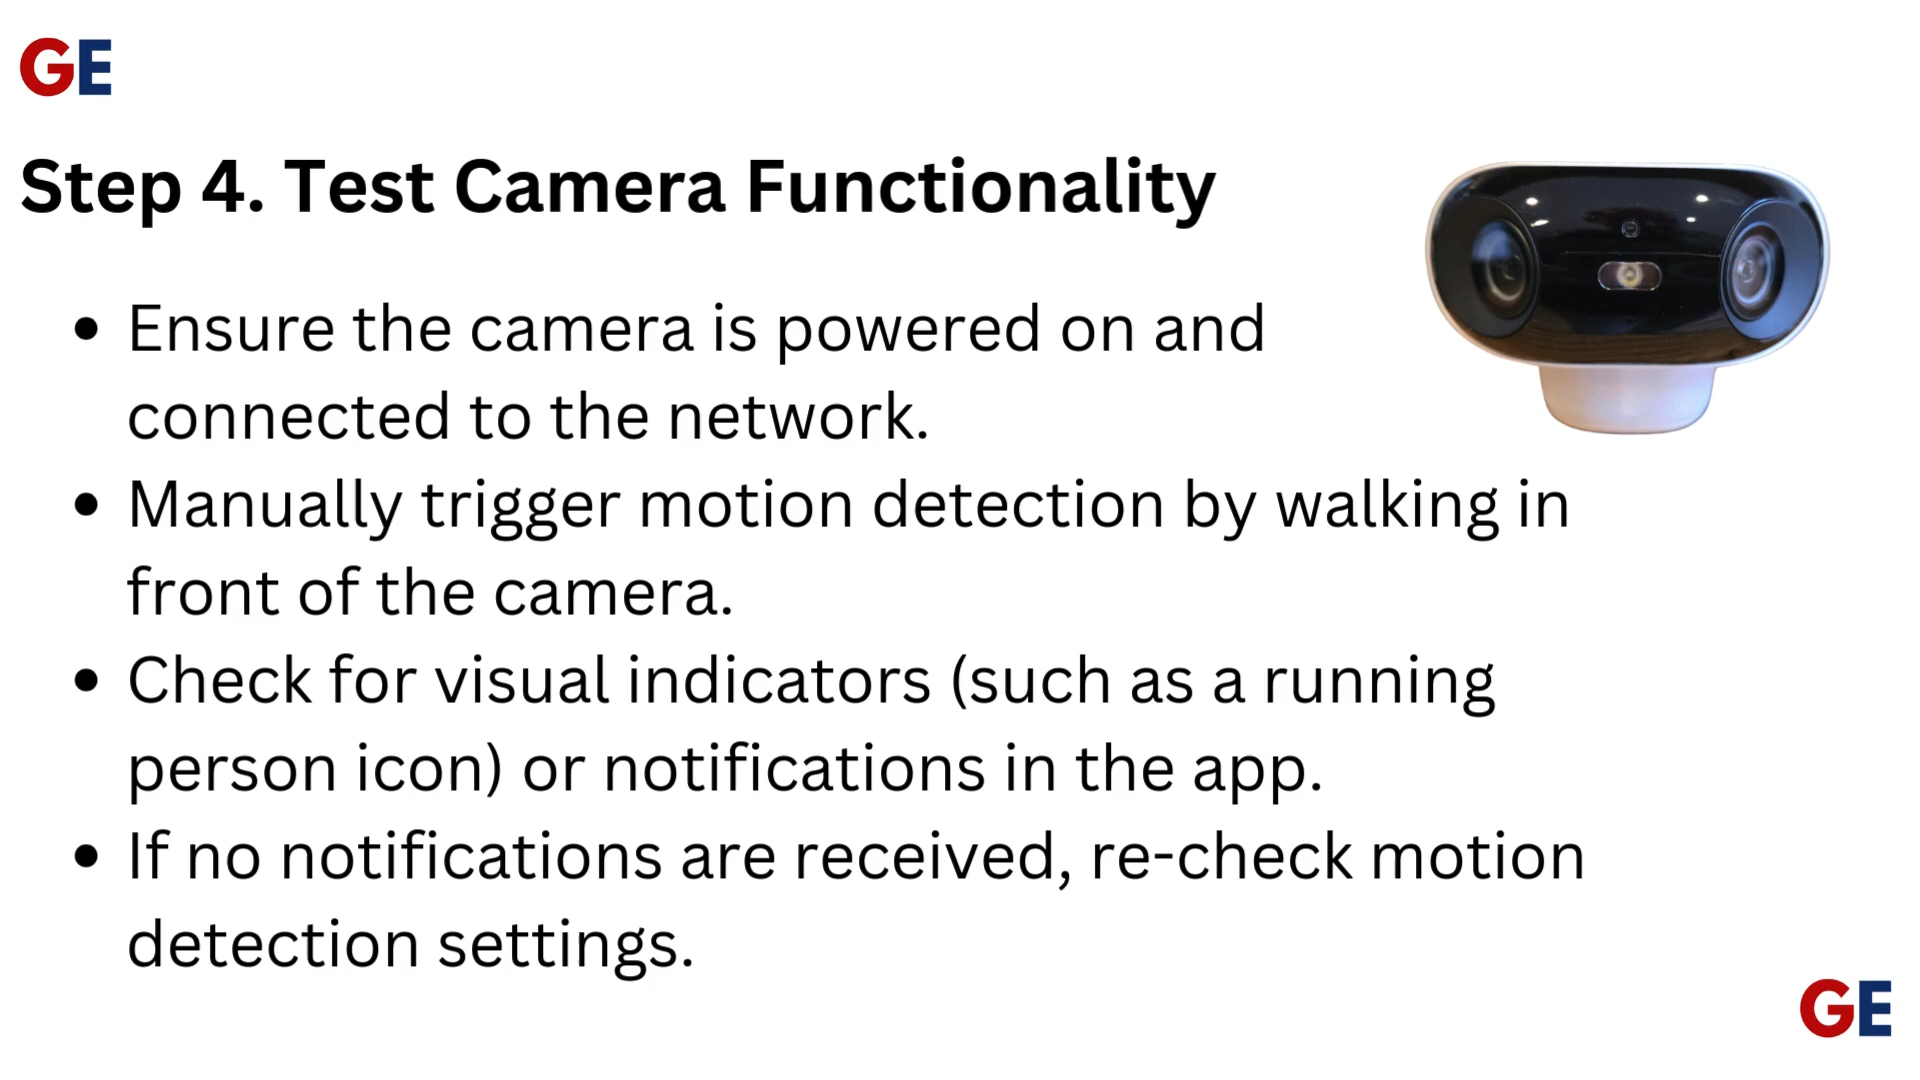 GE
Step 4. Test Camera Functionality
• Ensure the camera is powered on and
connected to the network.
• Manually trigger motion detection by walking in
front of the camera.
• Check for visual indicators (such as a running
person icon) or notifications in the app.
• If no notifications are received, re-check motion
detection settings.
GE